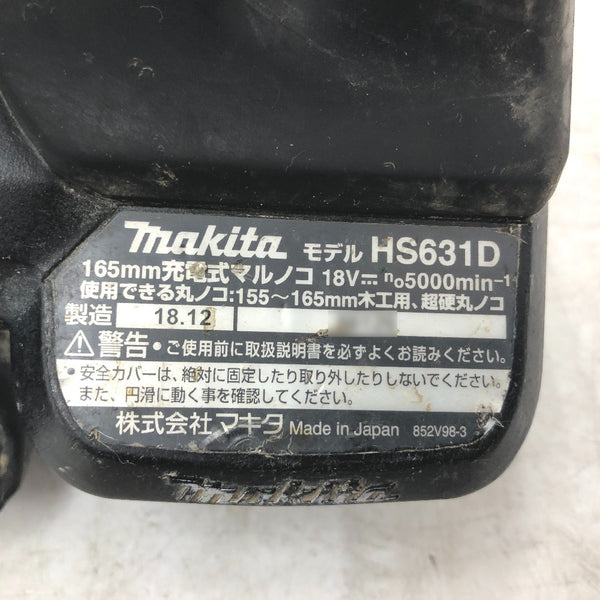 makita モデル HS631D
165mm充電式マルノコ 18V⎓ n₀5000min⁻¹
使用できる丸ノコ:155～165mm木工用、超硬丸ノコ
製造 18.12
⚠警告・ご使用前に取扱説明書を必ずよくお読みください。
・安全カバーは、絶対に固定したり取り外したりしないでください。
また、円滑に動く事を確認してください。
株式会社マキタ Made in Japan 852V98-3
makita